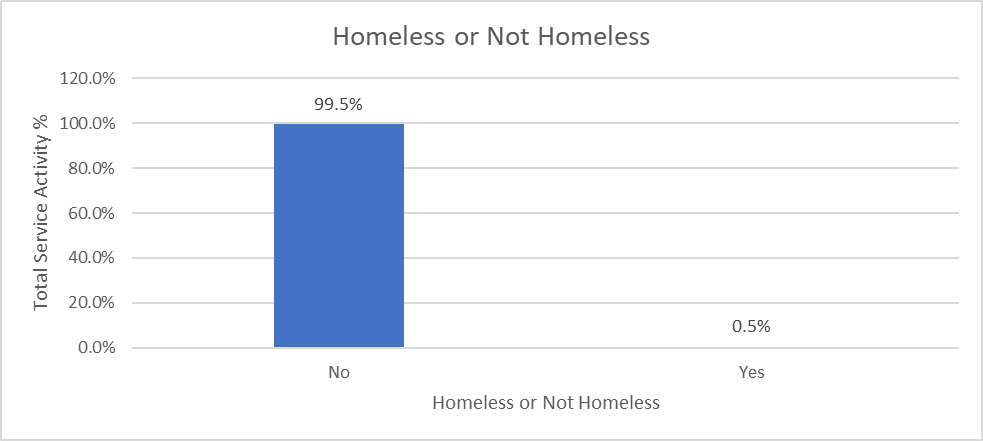 Homeless or Not Homeless
Total Service Activity %
120.0%
100.0%
80.0%
60.0%
40.0%
20.0%
0.0%
99.5%
0.5%
No
Yes
Homeless or Not Homeless